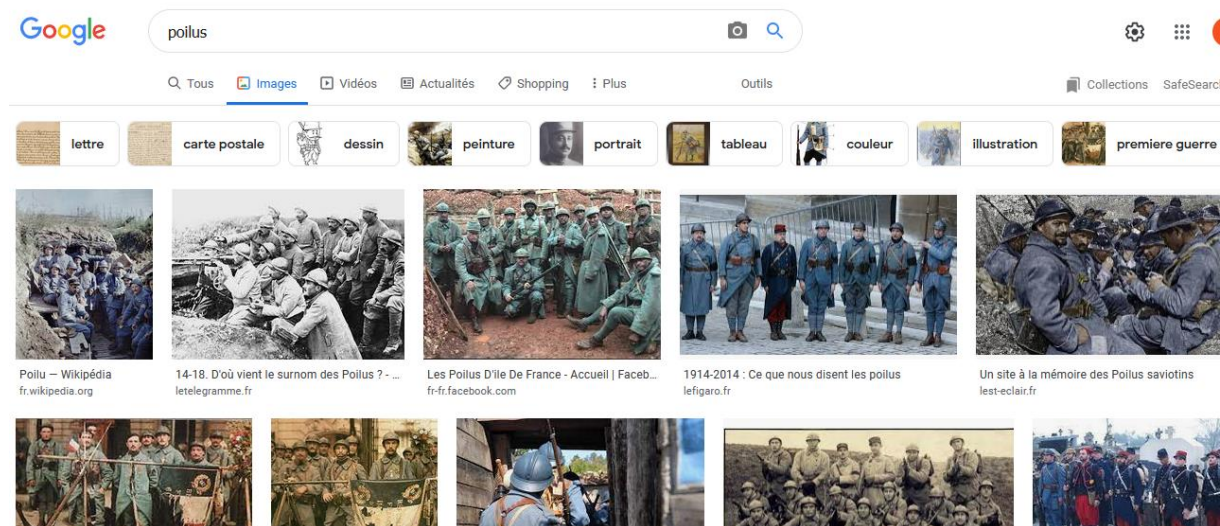 Google
poilus
Tous Images Vidéos Actualités Shopping Plus Outils Collections SafeSearch
lettre carte postale dessin peinture portrait tableau couleur illustration premiere guerre
Poilu — Wikipédia
fr.wikipedia.org
14-18. D'où vient le surnom des Poilus ? - ...
letelegramme.fr
Les Poilus D'ile De France - Accueil | Faceb...
fr-fr.facebook.com
1914-2014 : Ce que nous disent les poilus
lefigaro.fr
Un site à la mémoire des Poilus saviotins
lest-eclair.fr